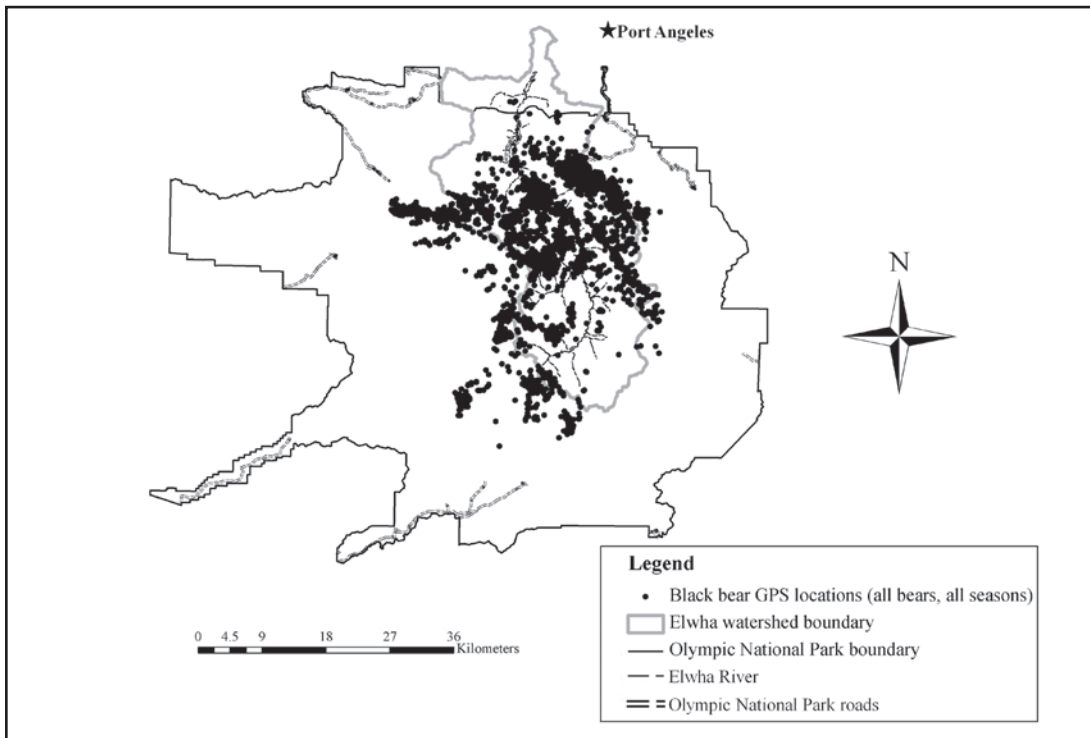 ★Port Angeles
N
Legend
Black bear GPS locations (all bears, all seasons)
Elwha watershed boundary
Olympic National Park boundary
Elwha River
Olympic National Park roads
0 4.5 9 18 27 36
Kilometers